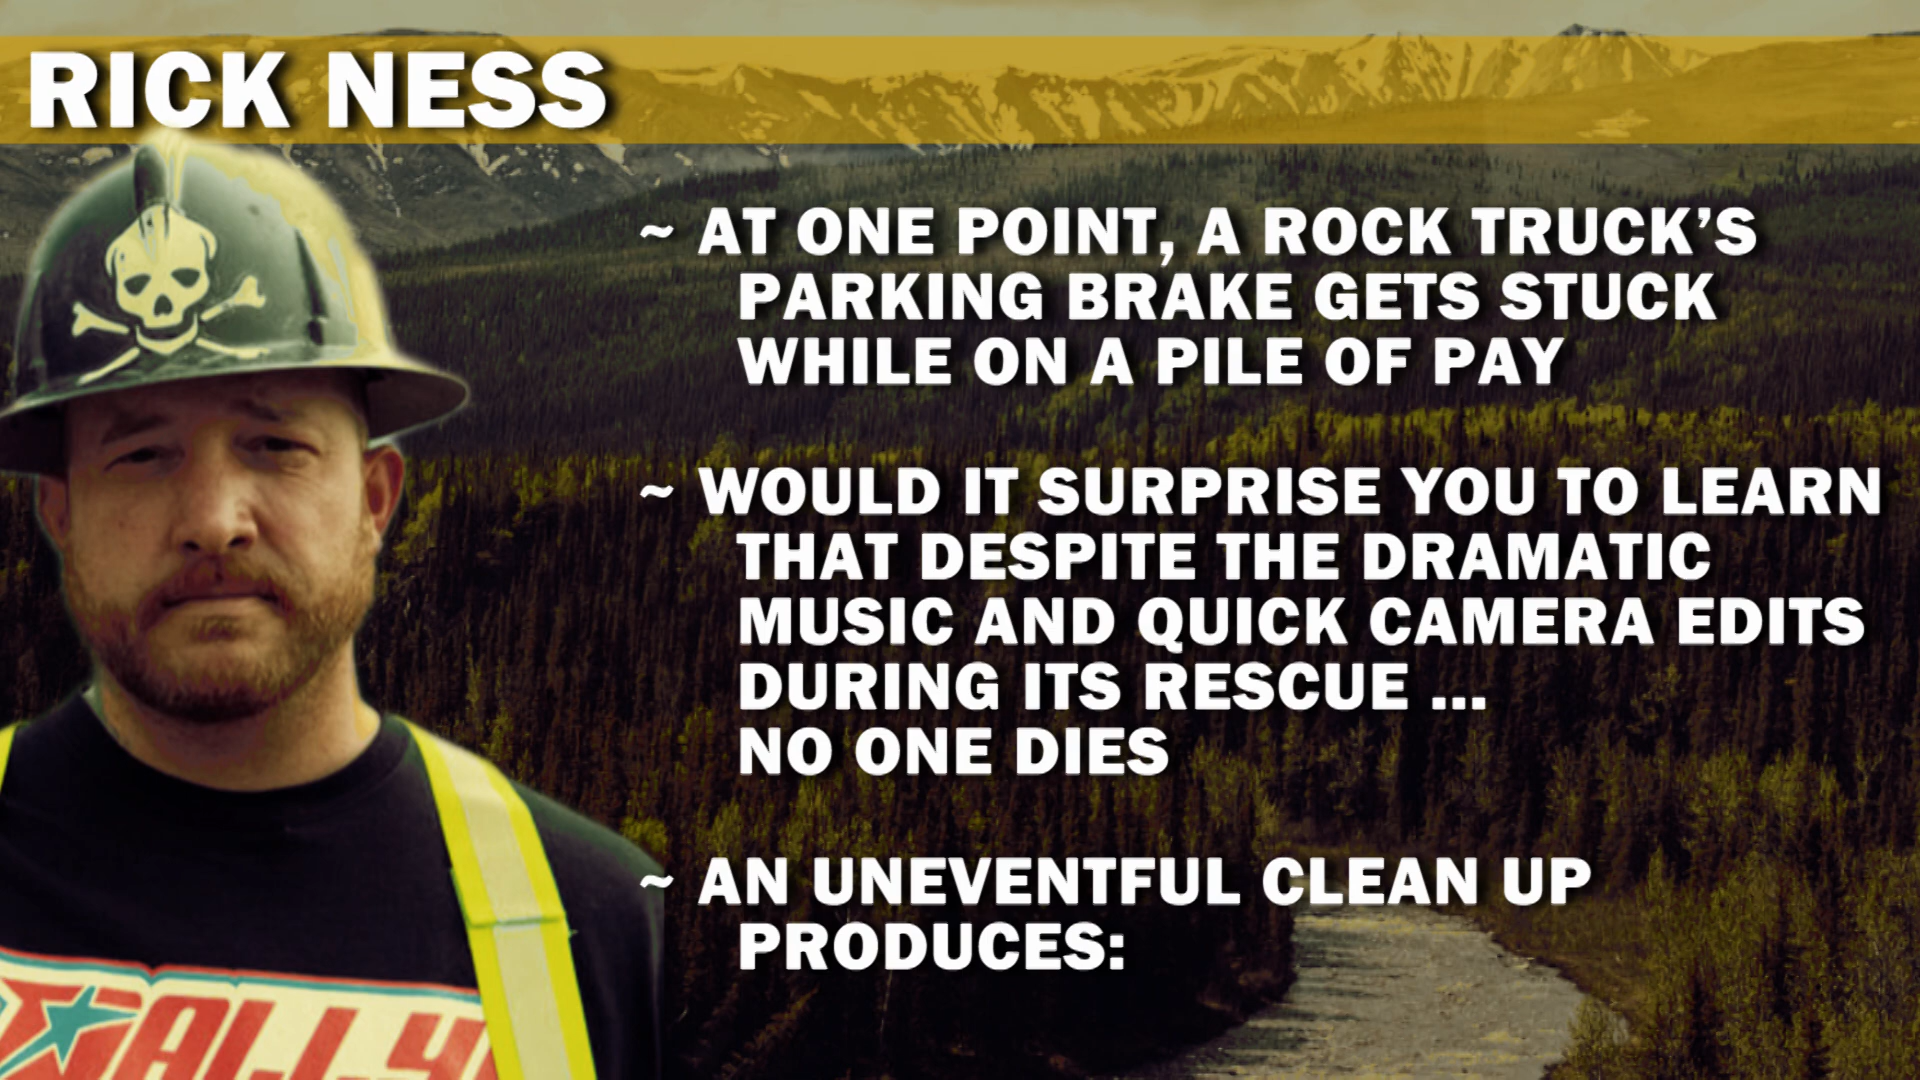 RICK NESS
~ AT ONE POINT, A ROCK TRUCK’S
PARKING BRAKE GETS STUCK
WHILE ON A PILE OF PAY
~ WOULD IT SURPRISE YOU TO LEARN
THAT DESPITE THE DRAMATIC
MUSIC AND QUICK CAMERA EDITS
DURING ITS RESCUE ...
NO ONE DIES
~ AN UNEVENTFUL CLEAN UP
PRODUCES: